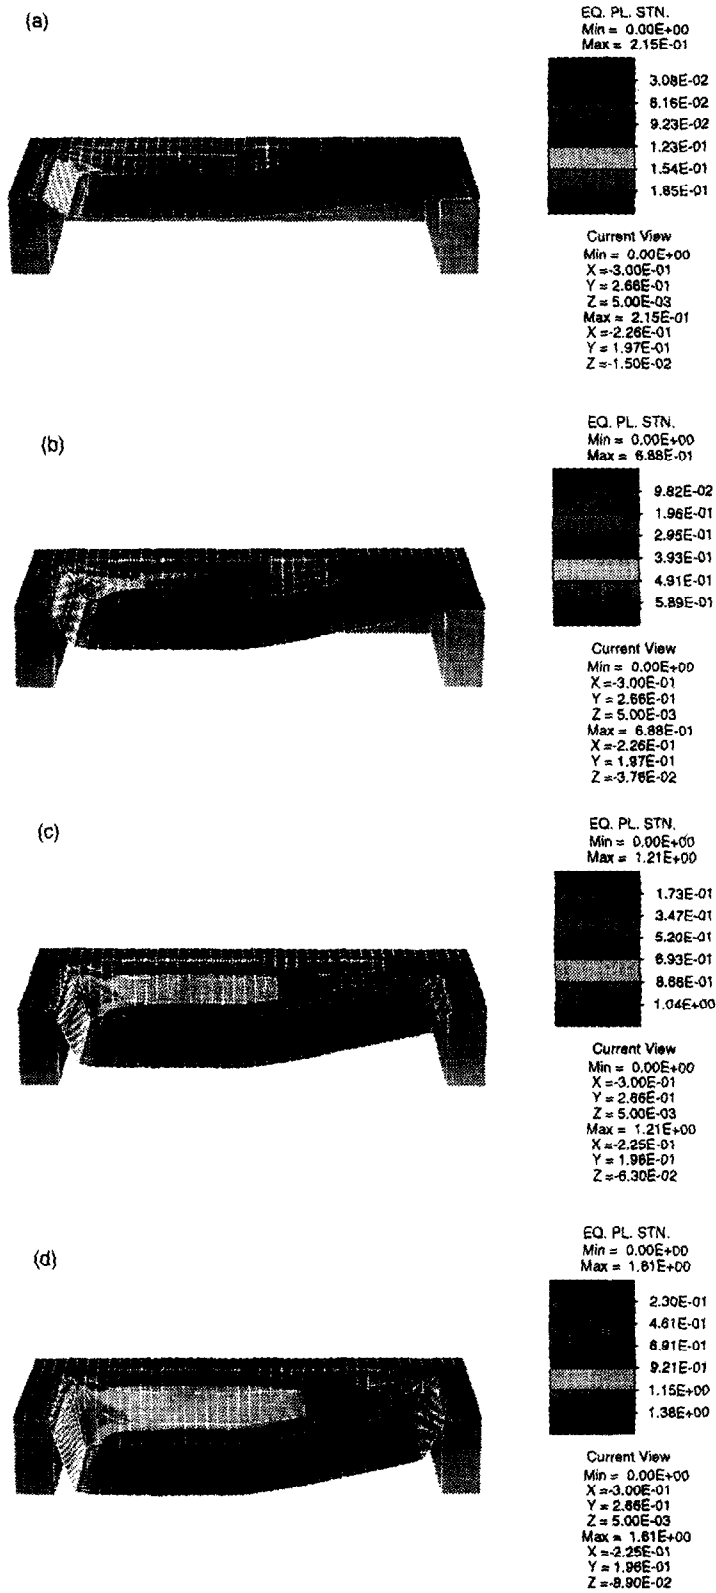 (a)
EQ. PL. STN.
Min = 0.00E+00
Max = 2.15E-01
3.08E-02
6.16E-02
9.23E-02
1.23E-01
1.54E-01
1.85E-01
Current View
Min = 0.00E+00
X =-3.00E-01
Y = 2.66E-01
Z = 5.00E-03
Max = 2.15E-01
X =-2.26E-01
Y = 1.97E-01
Z =-1.50E-02
(b)
EQ. PL. STN.
Min = 0.00E+00
Max = 6.88E-01
9.82E-02
1.96E-01
2.95E-01
3.93E-01
4.91E-01
5.89E-01
Current View
Min = 0.00E+00
X =-3.00E-01
Y = 2.66E-01
Z = 5.00E-03
Max = 6.88E-01
X =-2.26E-01
Y = 1.97E-01
Z =-3.76E-02
(c)
EQ. PL. STN.
Min = 0.00E+00
Max = 1.21E+00
1.73E-01
3.47E-01
5.20E-01
6.93E-01
8.66E-01
1.04E+00
Current View
Min = 0.00E+00
X =-3.00E-01
Y = 2.66E-01
Z = 5.00E-03
Max = 1.21E+00
X =-2.25E-01
Y = 1.96E-01
Z =-6.30E-02
(d)
EQ. PL. STN.
Min = 0.00E+00
Max = 1.61E+00
2.30E-01
4.61E-01
6.91E-01
9.21E-01
1.15E+00
1.38E+00
Current View
Min = 0.00E+00
X =-3.00E-01
Y = 2.66E-01
Z = 5.00E-03
Max = 1.61E+00
X =-2.25E-01
Y = 1.96E-01
Z =-8.90E-02